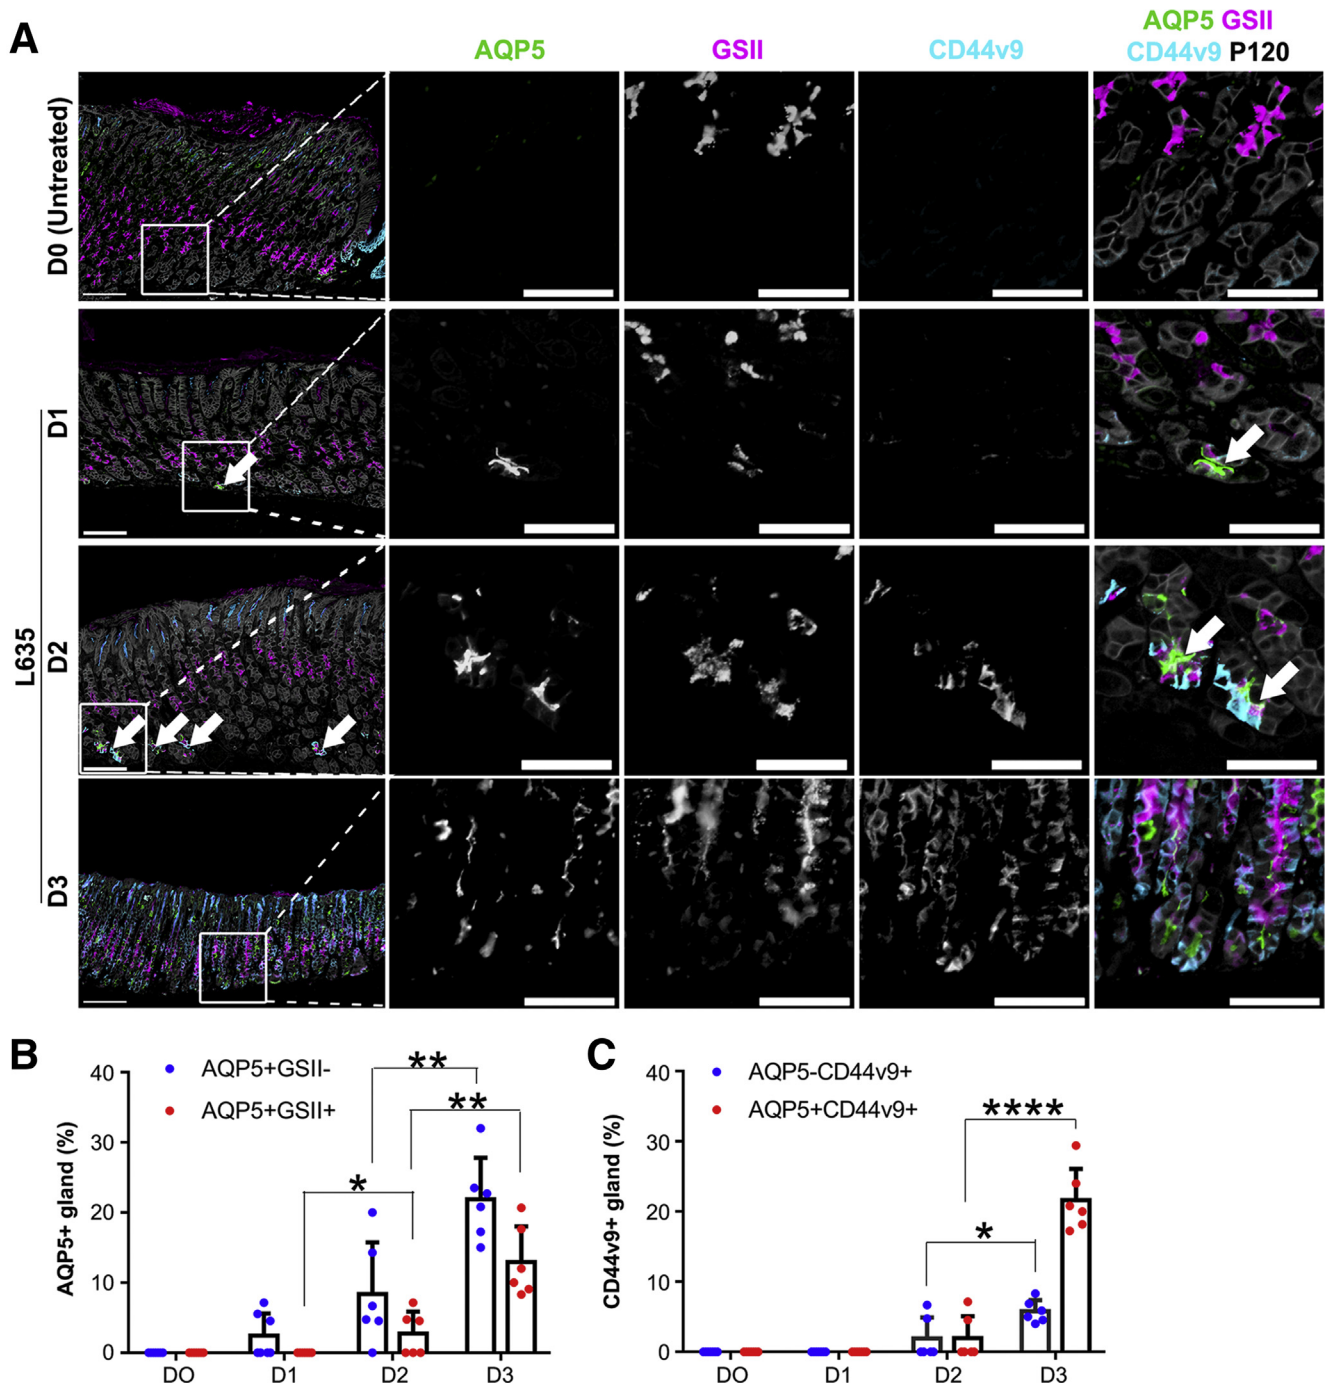 A
AQP5
GSII
CD44v9
AQP5 GSII
CD44v9 P120
D0 (Untreated)
L635
D1
D2
D3
B
AQP5+GSII-
AQP5+GSII+
AQP5+ gland (%)
40
30
20
10
0
**
**
*
DO
D1
D2
D3
C
AQP5-CD44v9+
AQP5+CD44v9+
CD44v9+ gland (%)
40
30
20
10
0
****
*
DO
D1
D2
D3